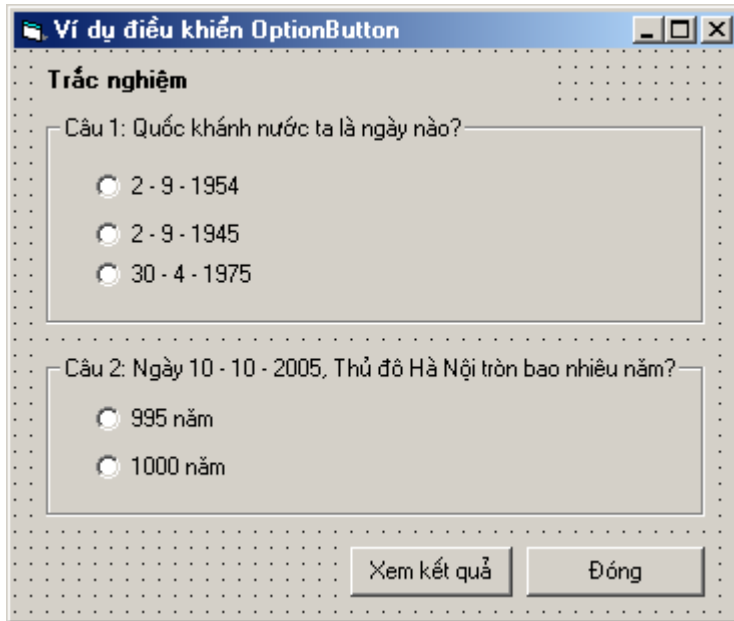 Ví dụ điều khiển OptionButton
Trắc nghiệm
Câu 1: Quốc khánh nước ta là ngày nào?
2 - 9 - 1954
2 - 9 - 1945
30 - 4 - 1975
Câu 2: Ngày 10 - 10 - 2005, Thủ đô Hà Nội tròn bao nhiêu năm?
995 năm
1000 năm
Xem kết quả Đóng